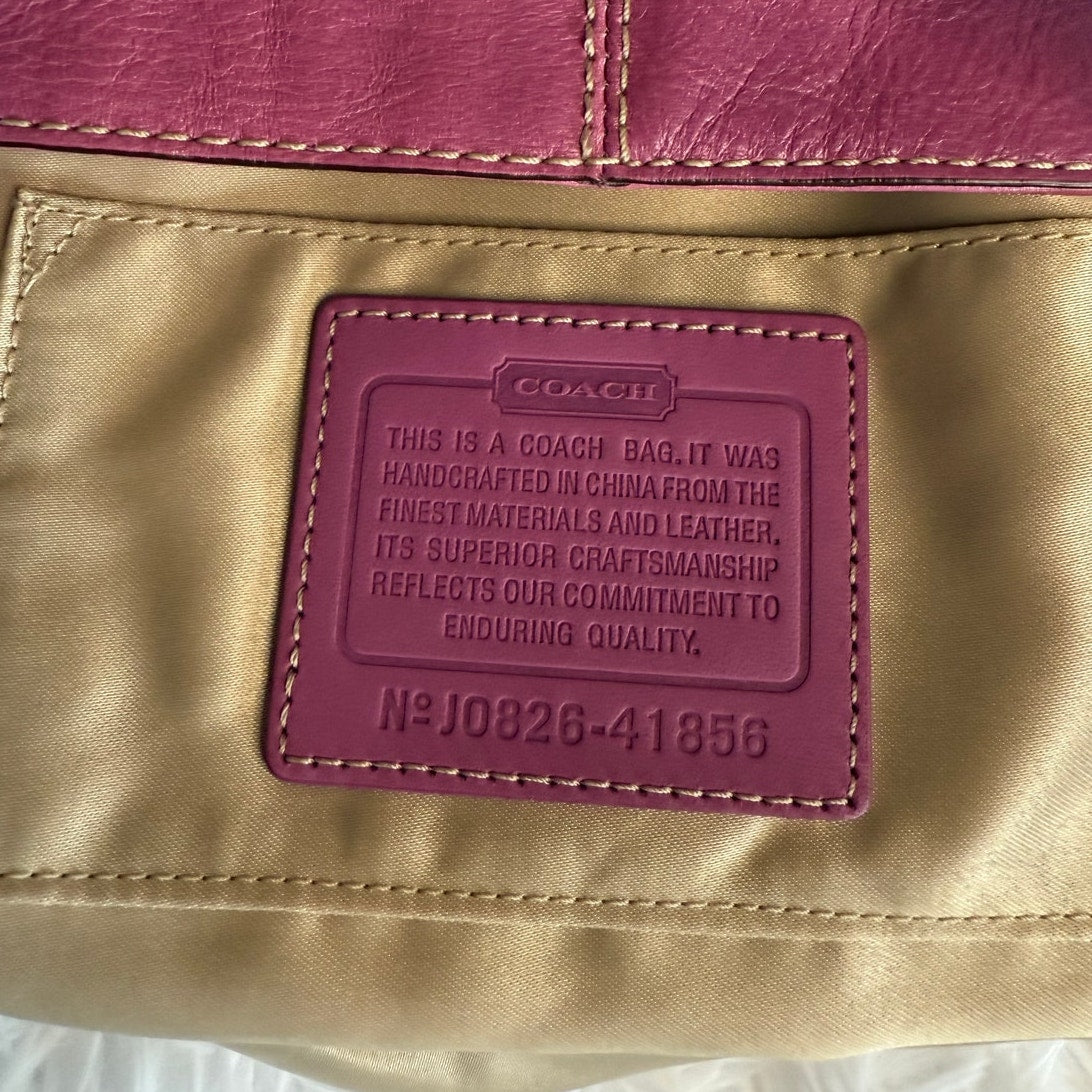 COACH
THIS IS A COACH BAG. IT WAS
HANDCRAFTED IN CHINA FROM THE
FINEST MATERIALS AND LEATHER.
ITS SUPERIOR CRAFTSMANSHIP
REFLECTS OUR COMMITMENT TO
ENDURING QUALITY.
Nº J0826-41856